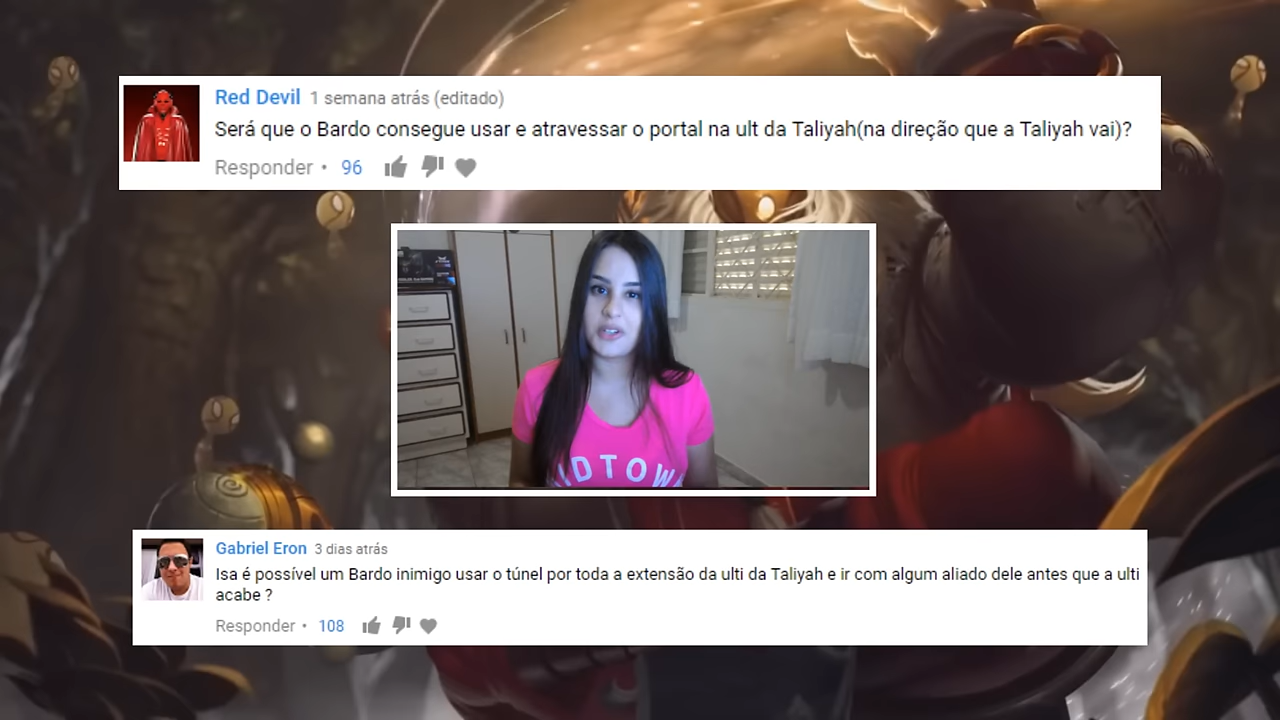 Red Devil 1 semana atrás (editado)
Será que o Bardo consegue usar e atravessar o portal na ult da Taliyah(na direção que a Taliyah vai)?
Responder • 96
IDTOW
Gabriel Eron 3 dias atrás
Isa é possível um Bardo inimigo usar o túnel por toda a extensão da ulti da Taliyah e ir com algum aliado dele antes que a ulti
acabe ?
Responder • 108